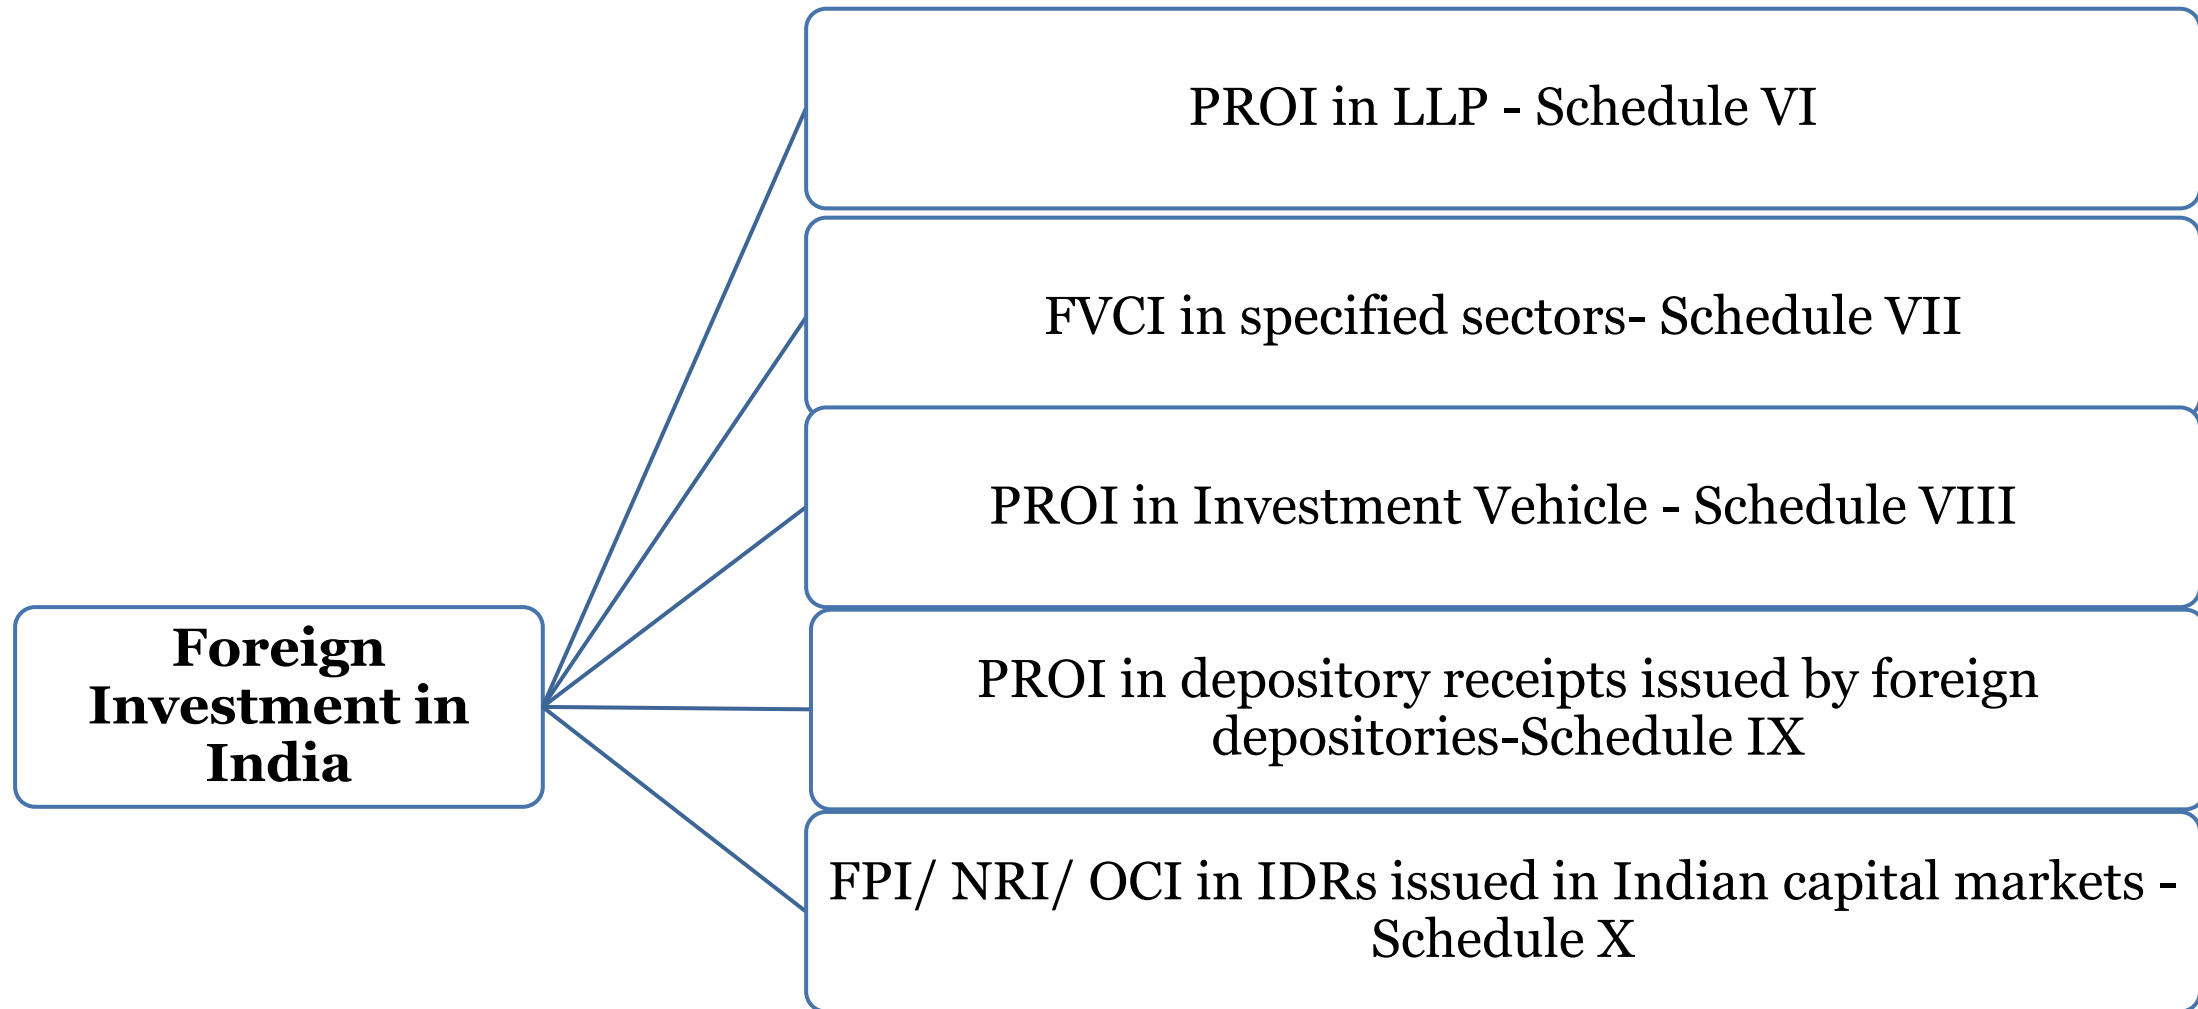 PROI in LLP - Schedule VI
FVCI in specified sectors- Schedule VII
PROI in Investment Vehicle - Schedule VIII
Foreign
Investment in
India
PROI in depository receipts issued by foreign
depositories-Schedule IX
FPI/ NRI/ OCI in IDRs issued in Indian capital markets -
Schedule X